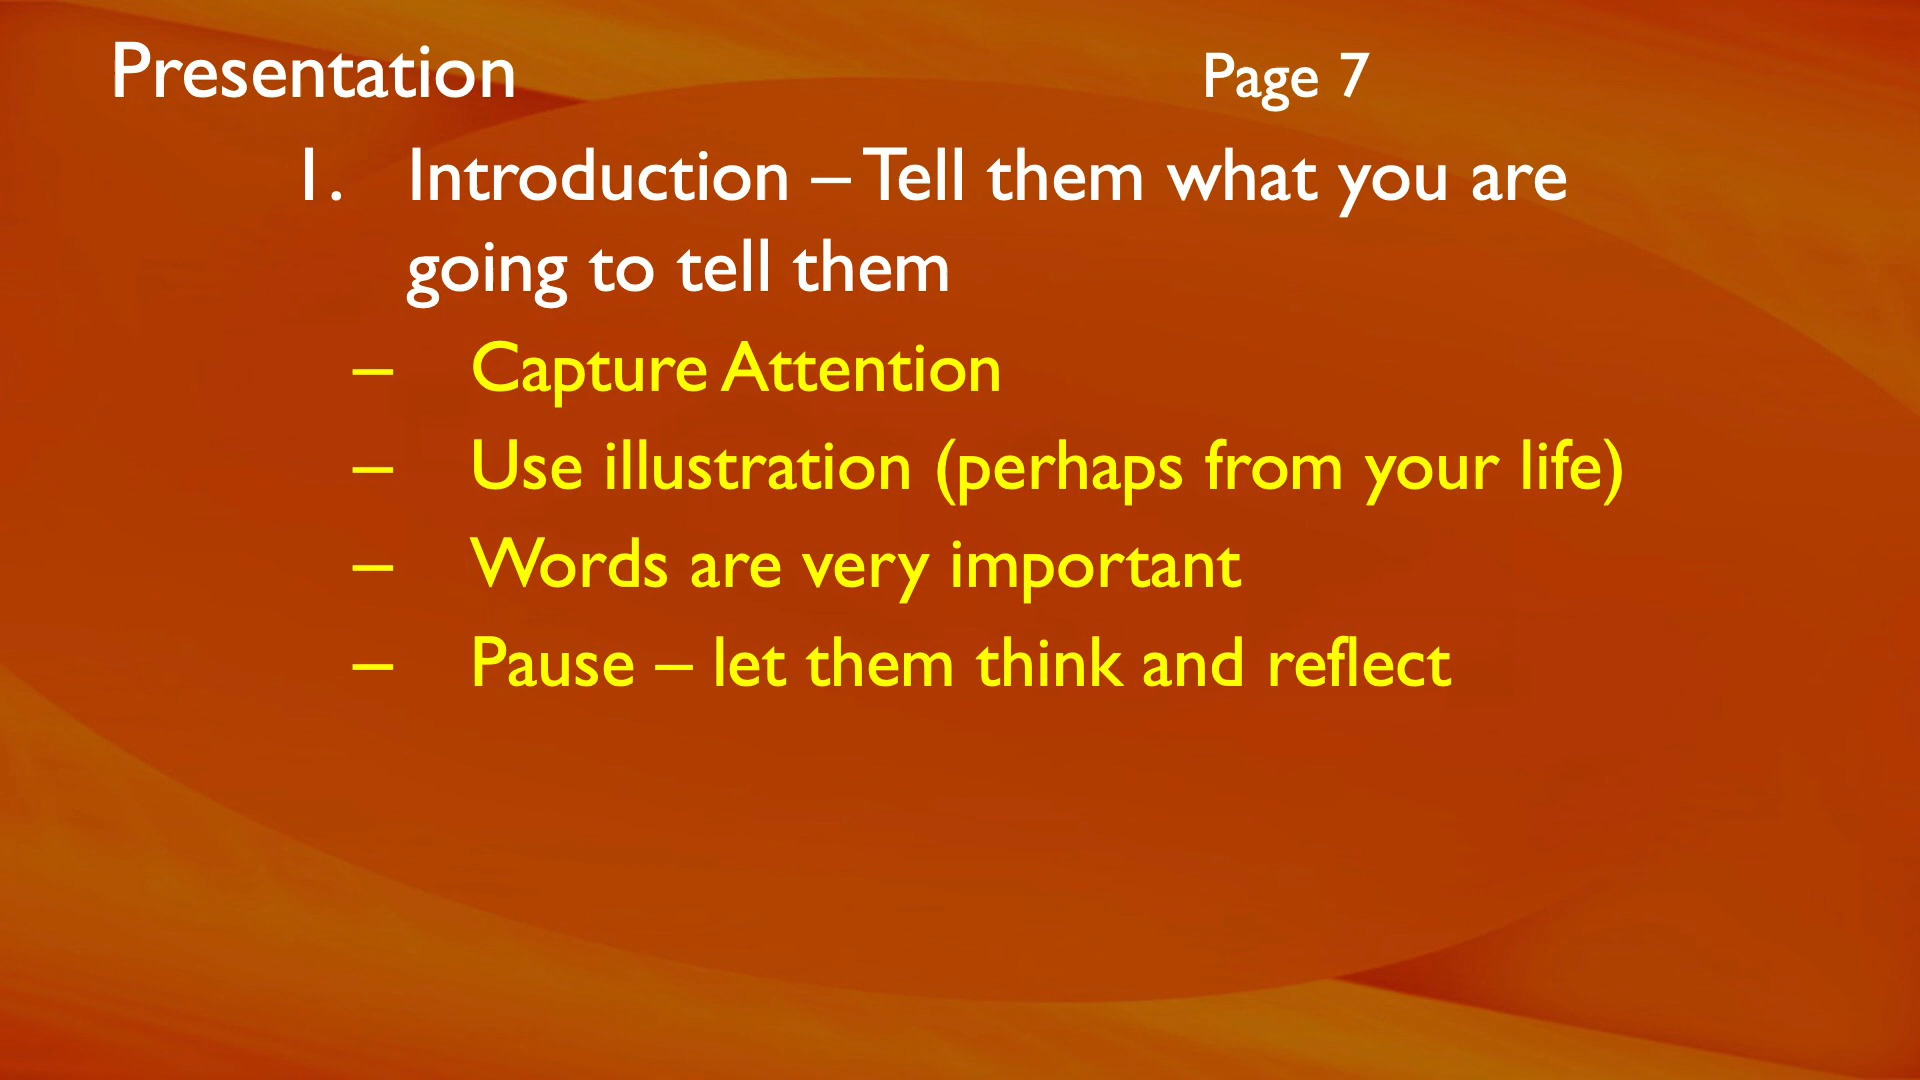 Presentation Page 7
1. Introduction – Tell them what you are
going to tell them
– Capture Attention
– Use illustration (perhaps from your life)
– Words are very important
– Pause – let them think and reflect